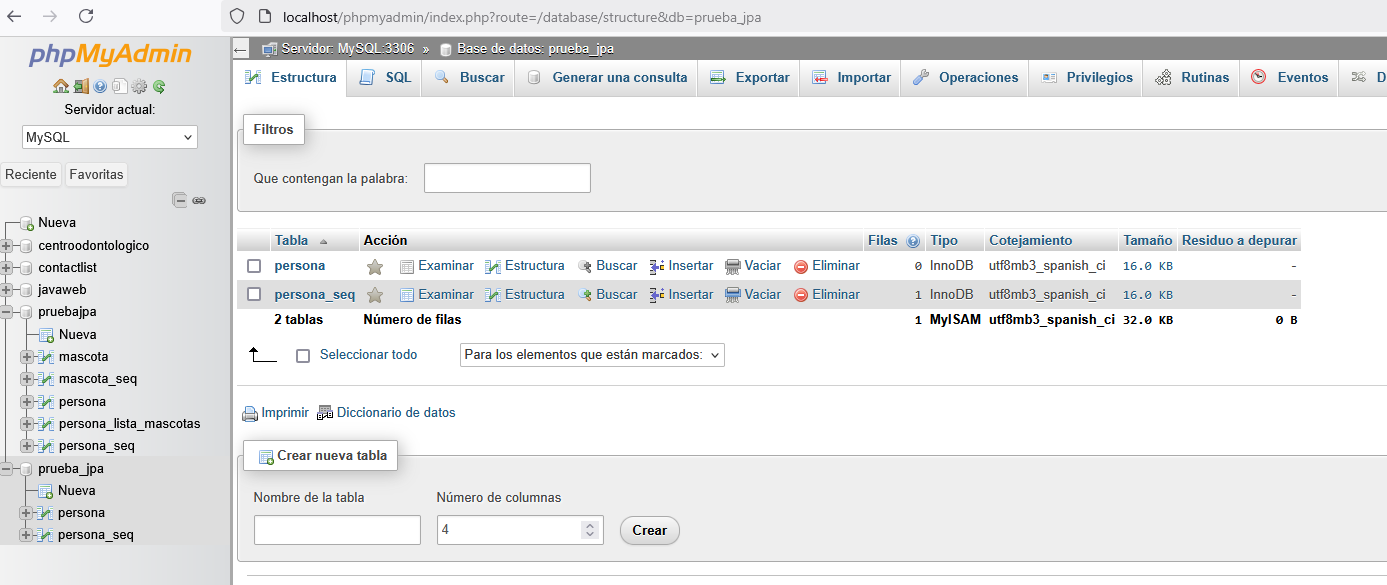 localhost/phpmyadmin/index.php?route=/database/structure&db=prueba_jpa
phpMyAdmin
Servidor actual:
MySQL
Reciente Favoritas
Nueva
centroodontologico
contactlist
javaweb
pruebajpa
Nueva
mascota
mascota_seq
persona
persona_lista_mascotas
persona_seq
prueba_jpa
Nueva
persona
persona_seq
Servidor: MySQL:3306 » Base de datos: prueba_jpa
Estructura SQL Buscar Generar una consulta Exportar Importar Operaciones Privilegios Rutinas Eventos D
Filtros
Que contengan la palabra:
Tabla Acción Filas Tipo Cotejamiento Tamaño Residuo a depurar
persona Examinar Estructura Buscar Insertar Vaciar Eliminar 0 InnoDB utf8mb3_spanish_ci 16.0 KB -
persona_seq Examinar Estructura Buscar Insertar Vaciar Eliminar 1 InnoDB utf8mb3_spanish_ci 16.0 KB -
2 tablas Número de filas 1 MyISAM utf8mb3_spanish_ci 32.0 KB 0 B
Seleccionar todo Para los elementos que están marcados:
Imprimir Diccionario de datos
Crear nueva tabla
Nombre de la tabla Número de columnas
4 Crear